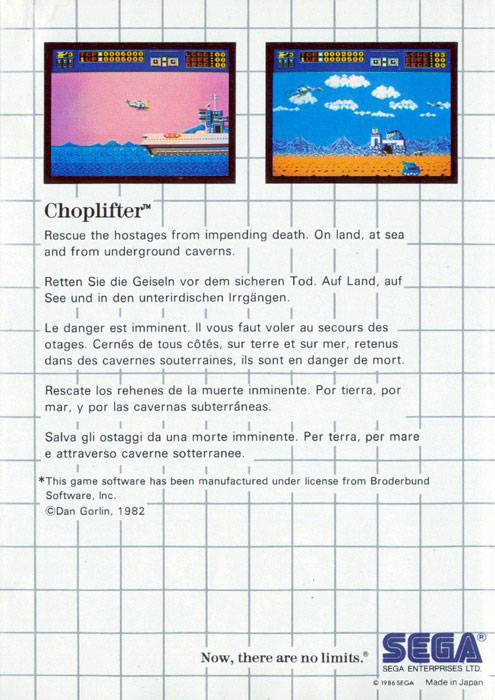 Choplifter™
Rescue the hostages from impending death. On land, at sea
and from underground caverns.
Retten Sie die Geiseln vor dem sicheren Tod. Auf Land, auf
See und in den unterirdischen Irrgängen.
Le danger est imminent. Il vous faut voler au secours des
otages. Cernés de tous côtés, sur terre et sur mer, retenus
dans des cavernes souterraines, ils sont en danger de mort.
Rescate los rehenes de la muerte inminente. Por tierra, por
mar, y por las cavernas subterráneas.
Salva gli ostaggi da una morte imminente. Per terra, per mare
e attraverso caverne sotterranee.
*This game software has been manufactured under license from Broderbund
Software, Inc.
©Dan Gorlin, 1982
Now, there are no limits.®
SEGA®
SEGA ENTERPRISES LTD.
© 1986 SEGA Made in Japan